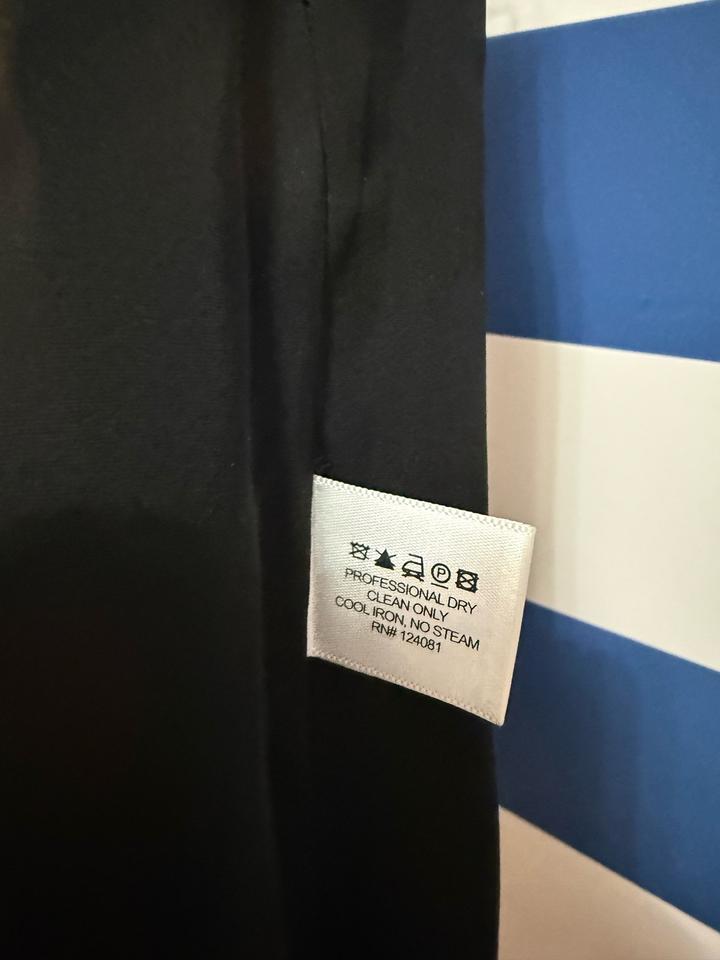 PROFESSIONAL DRY
CLEAN ONLY
COOL IRON, NO STEAM
RN# 124081